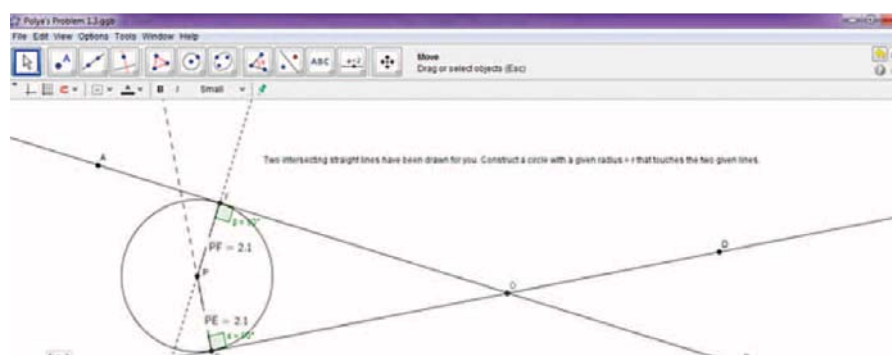 Polya's Problem 1.3.ggb
File Edit View Options Tools Window Help
ABC
a=2
Move
Drag or select objects (Esc)
B I Small
Two intersecting straight lines have been drawn for you. Construct a circle with a given radius = r that touches the two given lines.
A
PF = 2.1
P
O
D
PE = 2.1